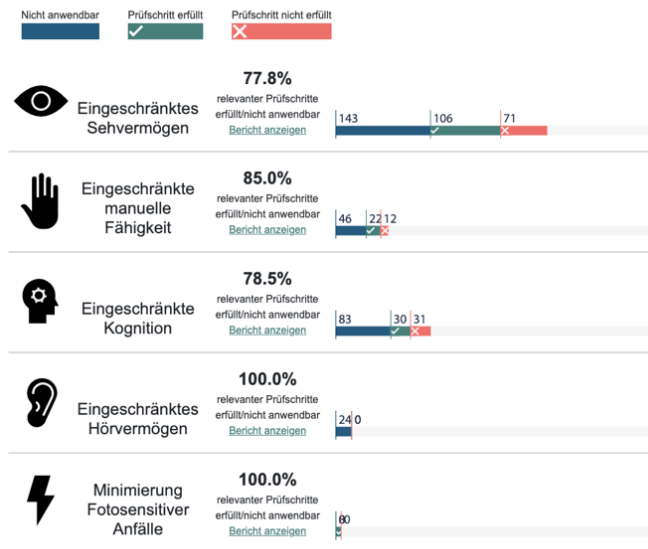 Nicht anwendbar
Prüfschritt erfüllt
Prüfschritt nicht erfüllt
Eingeschränktes
Sehvermögen
77.8%
relevanter Prüfschritte
erfüllt/nicht anwendbar
Bericht anzeigen
143 106 71
Eingeschränkte
manuelle
Fähigkeit
85.0%
relevanter Prüfschritte
erfüllt/nicht anwendbar
Bericht anzeigen
46 22 12
Eingeschränkte
Kognition
78.5%
relevanter Prüfschritte
erfüllt/nicht anwendbar
Bericht anzeigen
83 30 31
Eingeschränktes
Hörvermögen
100.0%
relevanter Prüfschritte
erfüllt/nicht anwendbar
Bericht anzeigen
24 0
Minimierung
Fotosensitiver
Anfälle
100.0%
relevanter Prüfschritte
erfüllt/nicht anwendbar
Bericht anzeigen